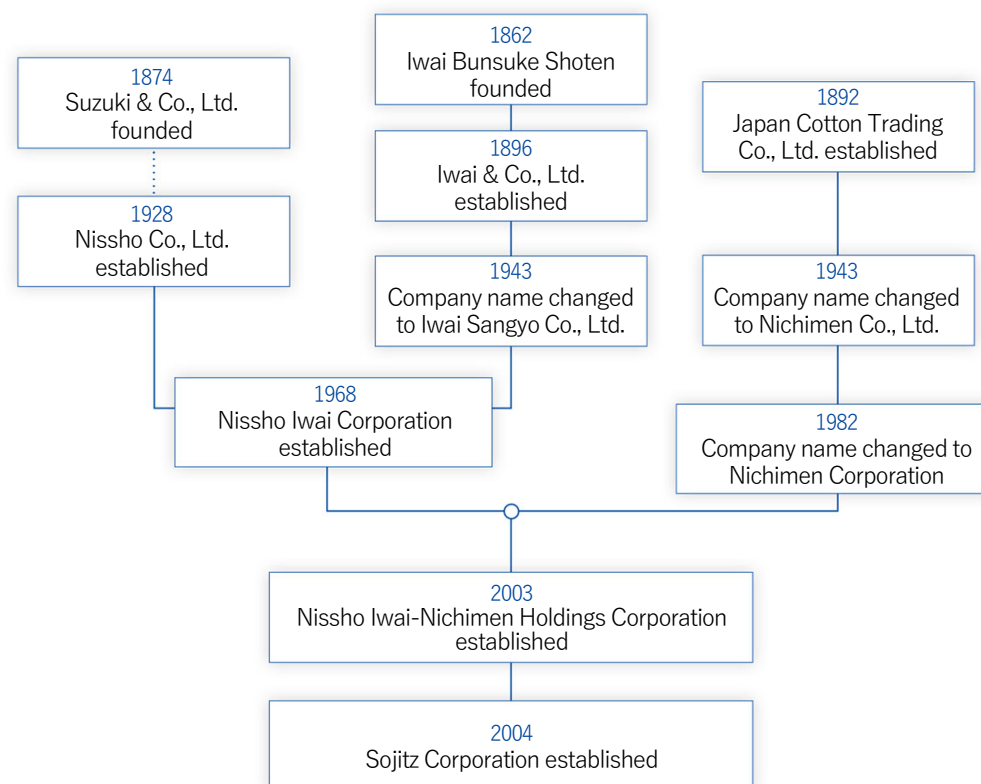 1874
Suzuki & Co., Ltd.
founded
1928
Nissho Co., Ltd.
established
1862
Iwai Bunsuke Shoten
founded
1896
Iwai & Co., Ltd.
established
1943
Company name changed
to Iwai Sangyo Co., Ltd.
1892
Japan Cotton Trading
Co., Ltd. established
1943
Company name changed
to Nichimen Co., Ltd.
1968
Nissho Iwai Corporation
established
1982
Company name changed to
Nichimen Corporation
2003
Nissho Iwai-Nichimen Holdings Corporation
established
2004
Sojitz Corporation established